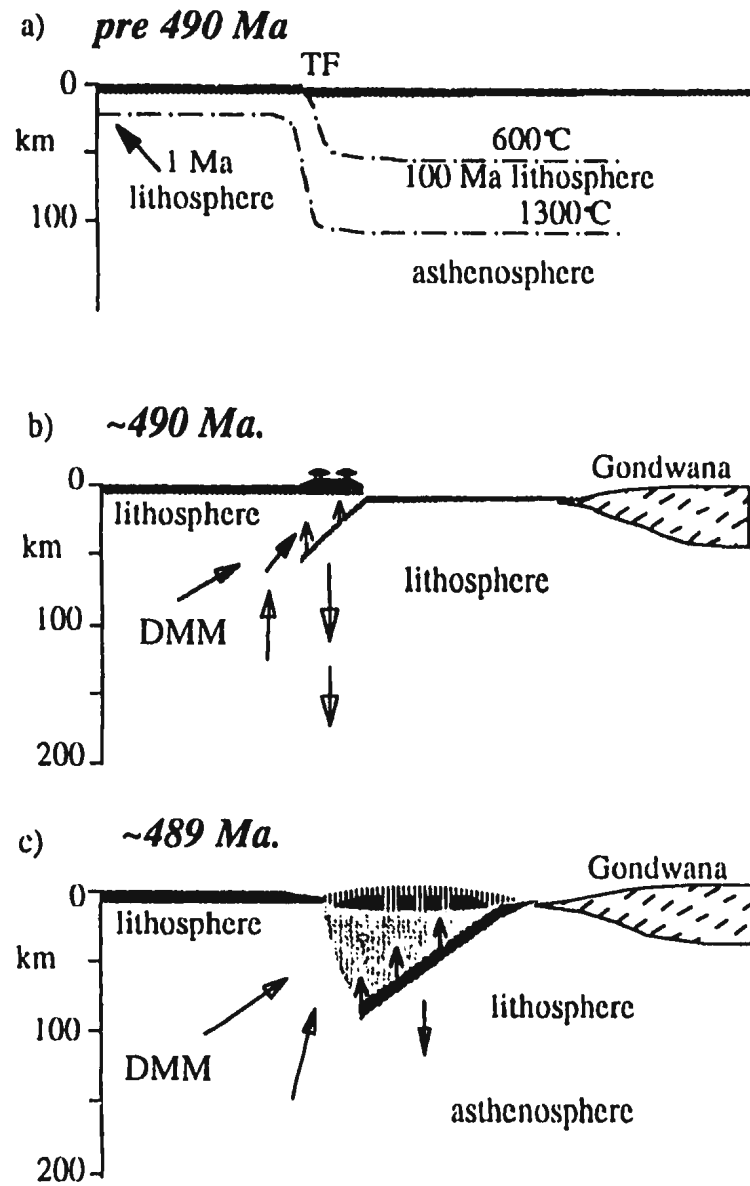 a) pre 490 Ma
TF
0
km
1 Ma
lithosphere
600°C
100 Ma lithosphere
100
1300°C
asthenosphere
b) ~490 Ma.
0
Gondwana
lithosphere
km
lithosphere
DMM
100
200
c) ~489 Ma.
Gondwana
0
lithosphere
km
lithosphere
100
DMM
asthenosphere
200